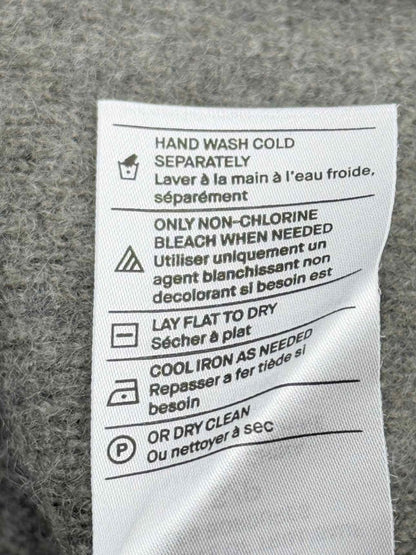 HAND WASH COLD
SEPARATELY
Laver à la main à l'eau froide,
séparément
ONLY NON-CHLORINE
BLEACH WHEN NEEDED
Utiliser uniquement un
agent blanchissant non
decolorant si besoin est
LAY FLAT TO DRY
Sécher à plat
COOL IRON AS NEEDED
Repasser a fer tiède si
besoin
P OR DRY CLEAN
Ou nettoyer à sec